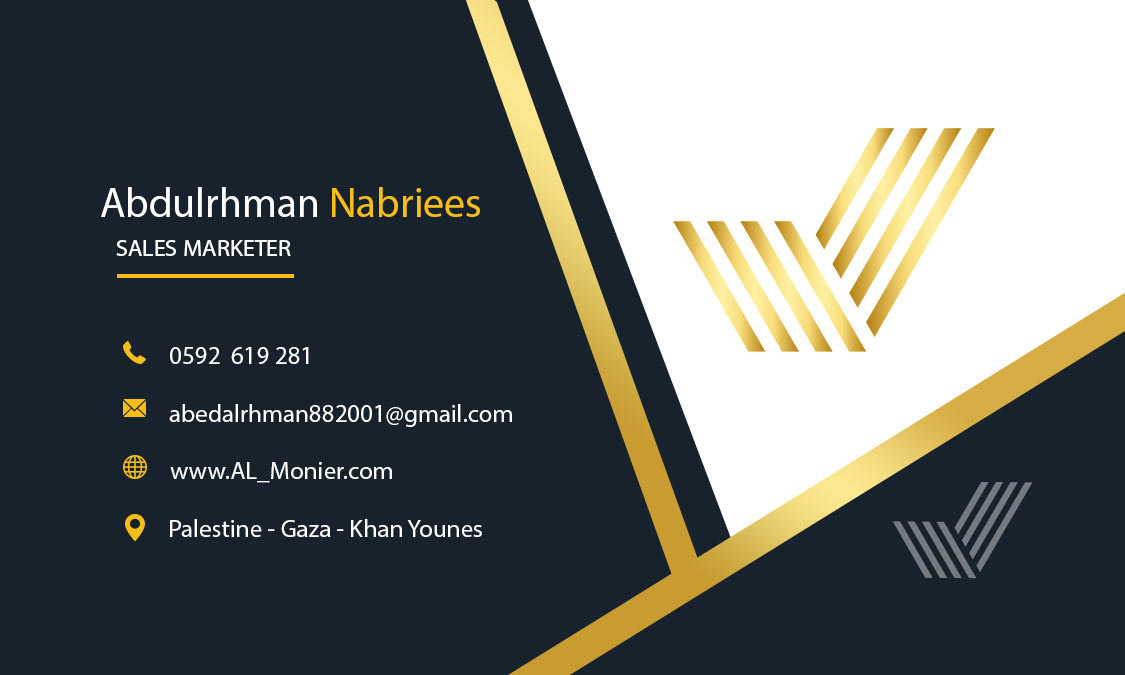 Abdulrhman Nabriees
SALES MARKETER
0592 619 281
abedalrhman882001@gmail.com
www.AL_Monier.com
Palestine - Gaza - Khan Younes